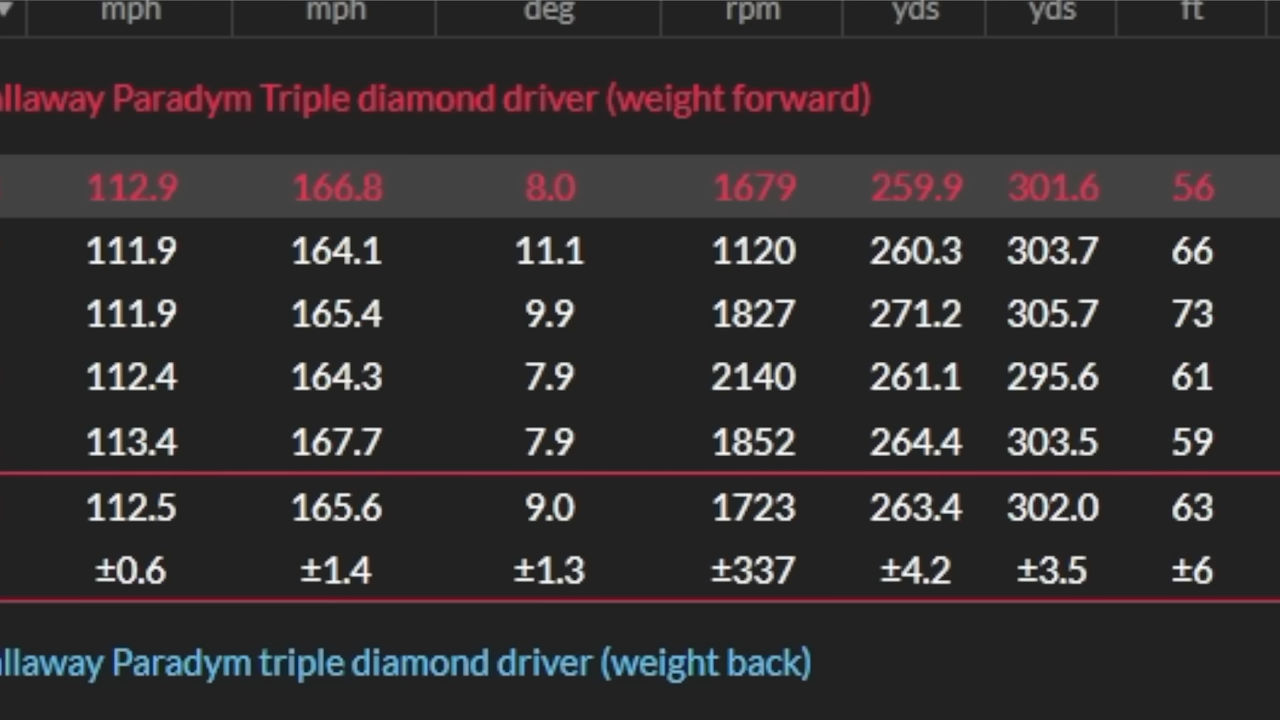 mph mph deg rpm yds yds ft
allaway Paradym Triple diamond driver (weight forward)
112.9 166.8 8.0 1679 259.9 301.6 56
111.9 164.1 11.1 1120 260.3 303.7 66
111.9 165.4 9.9 1827 271.2 305.7 73
112.4 164.3 7.9 2140 261.1 295.6 61
113.4 167.7 7.9 1852 264.4 303.5 59
112.5 165.6 9.0 1723 263.4 302.0 63
±0.6 ±1.4 ±1.3 ±337 ±4.2 ±3.5 ±6
allaway Paradym triple diamond driver (weight back)